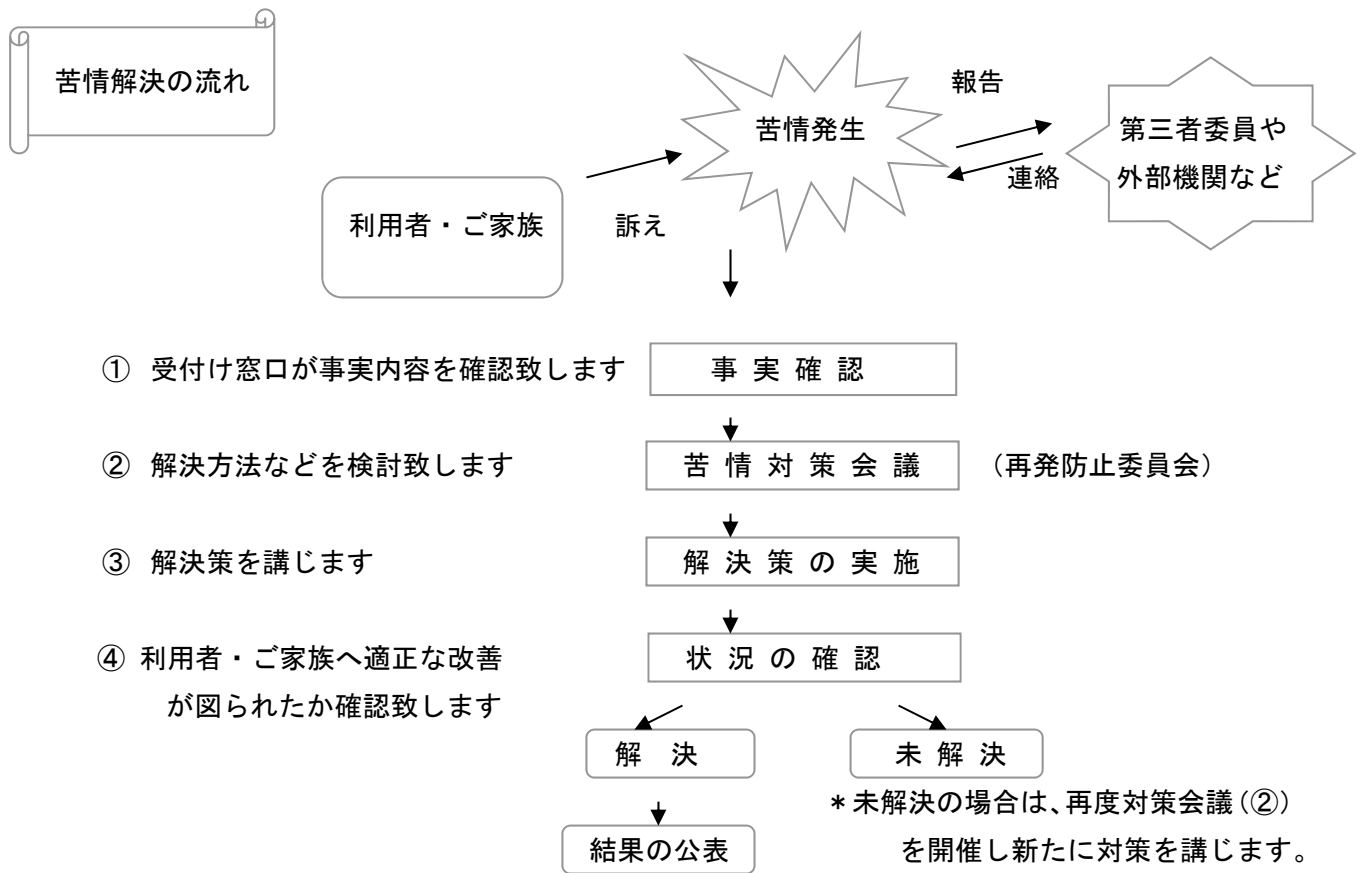 苦情解決の流れ
報告
苦情発生
第三者委員や
外部機関など
連絡
利用者・ご家族
訴え
① 受付け窓口が事実内容を確認致します
事実確認
② 解決方法などを検討致します
苦情対策会議
（再発防止委員会）
③ 解決策を講じます
解決策の実施
④ 利用者・ご家族へ適正な改善
が図られたか確認致します
状況の確認
解 決
未解決
＊未解決の場合は、再度対策会議（②）
を開催し新たに対策を講じます。
結果の公表